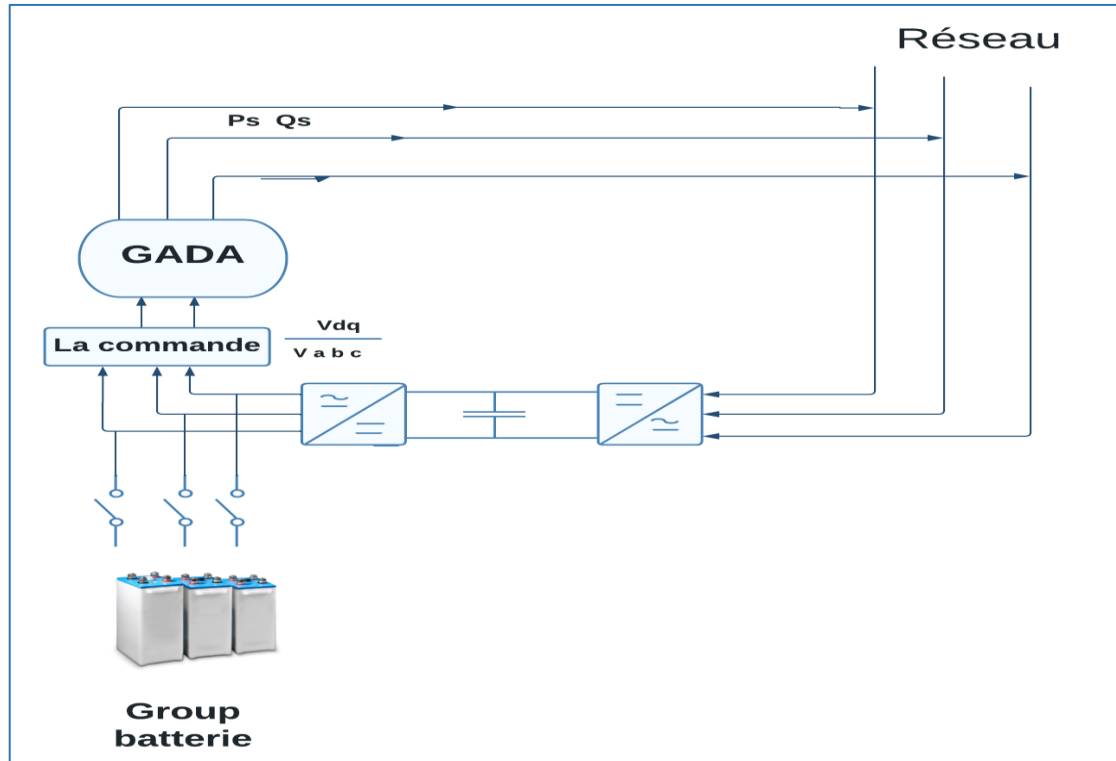 Réseau
Ps Qs
GADA
La commande
Vdq
V a b c
Group
batterie